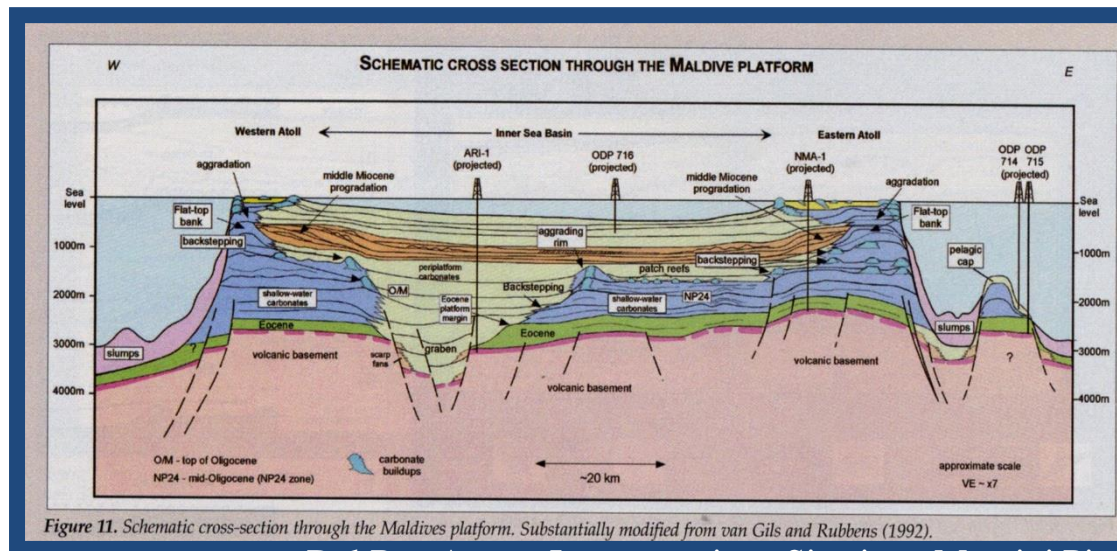 W
SCHEMATIC CROSS SECTION THROUGH THE MALDIVE PLATFORM
E
Western Atoll
Inner Sea Basin
Eastern Atoll
ARI-1
(projected)
ODP 716
(projected)
NMA-1
(projected)
ODP ODP
714 715
(projected)
aggradation
middle Miocene
progradation
middle Miocene
progradation
aggradation
Sea
level
Sea
level
Flat-top
bank
Flat-top
bank
backstepping
aggrading
rim
backstepping
pelagic
cap
1000m
1000m
periplatform
carbonates
patch reefs
O/M
Backstepping
NP24
2000m
2000m
shallow-water
carbonates
Eocene
platform
margin
shallow-water
carbonates
slumps
Eocene
Eocene
graben
3000m
3000m
slumps
?
volcanic basement
scarp
fans
volcanic basement
volcanic basement
?
4000m
4000m
O/M - top of Oligocene
NP24 - mid-Oligocene (NP24 zone)
carbonate
buildups
~20 km
approximate scale
VE ~ x7
Figure 11. Schematic cross-section through the Maldives platform. Substantially modified from van Gils and Rubbens (1992).